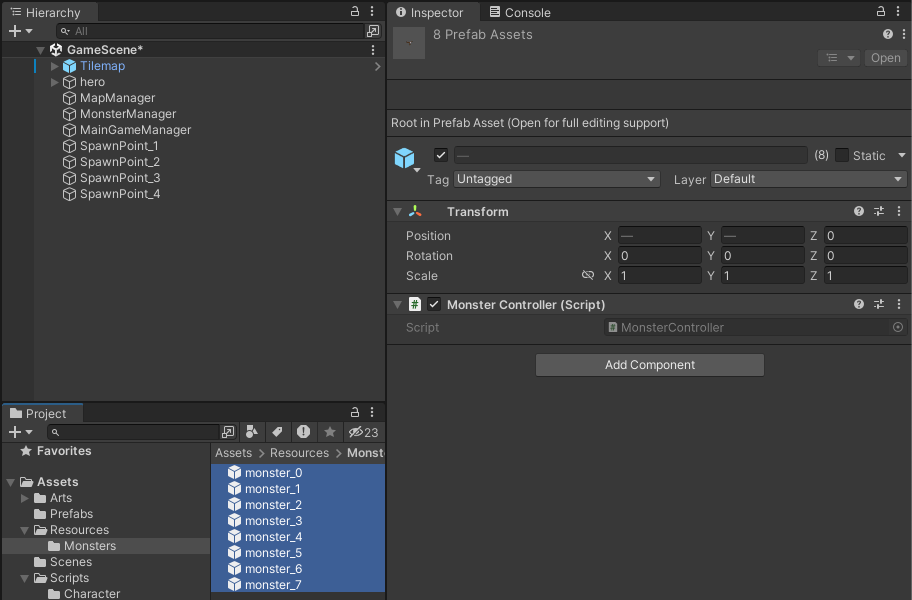 Hierarchy
All
GameScene*
Tilemap
hero
MapManager
MonsterManager
MainGameManager
SpawnPoint_1
SpawnPoint_2
SpawnPoint_3
SpawnPoint_4
Project
23
Favorites
Assets
Arts
Prefabs
Resources
Monsters
Scenes
Scripts
Character
Assets > Resources > Monst
monster_0
monster_1
monster_2
monster_3
monster_4
monster_5
monster_6
monster_7
Inspector Console
8 Prefab Assets
Open
Root in Prefab Asset (Open for full editing support)
— (8) Static
Tag Untagged Layer Default
Transform
Position X — Y — Z 0
Rotation X 0 Y 0 Z 0
Scale X 1 Y 1 Z 1
# Monster Controller (Script)
Script # MonsterController
Add Component